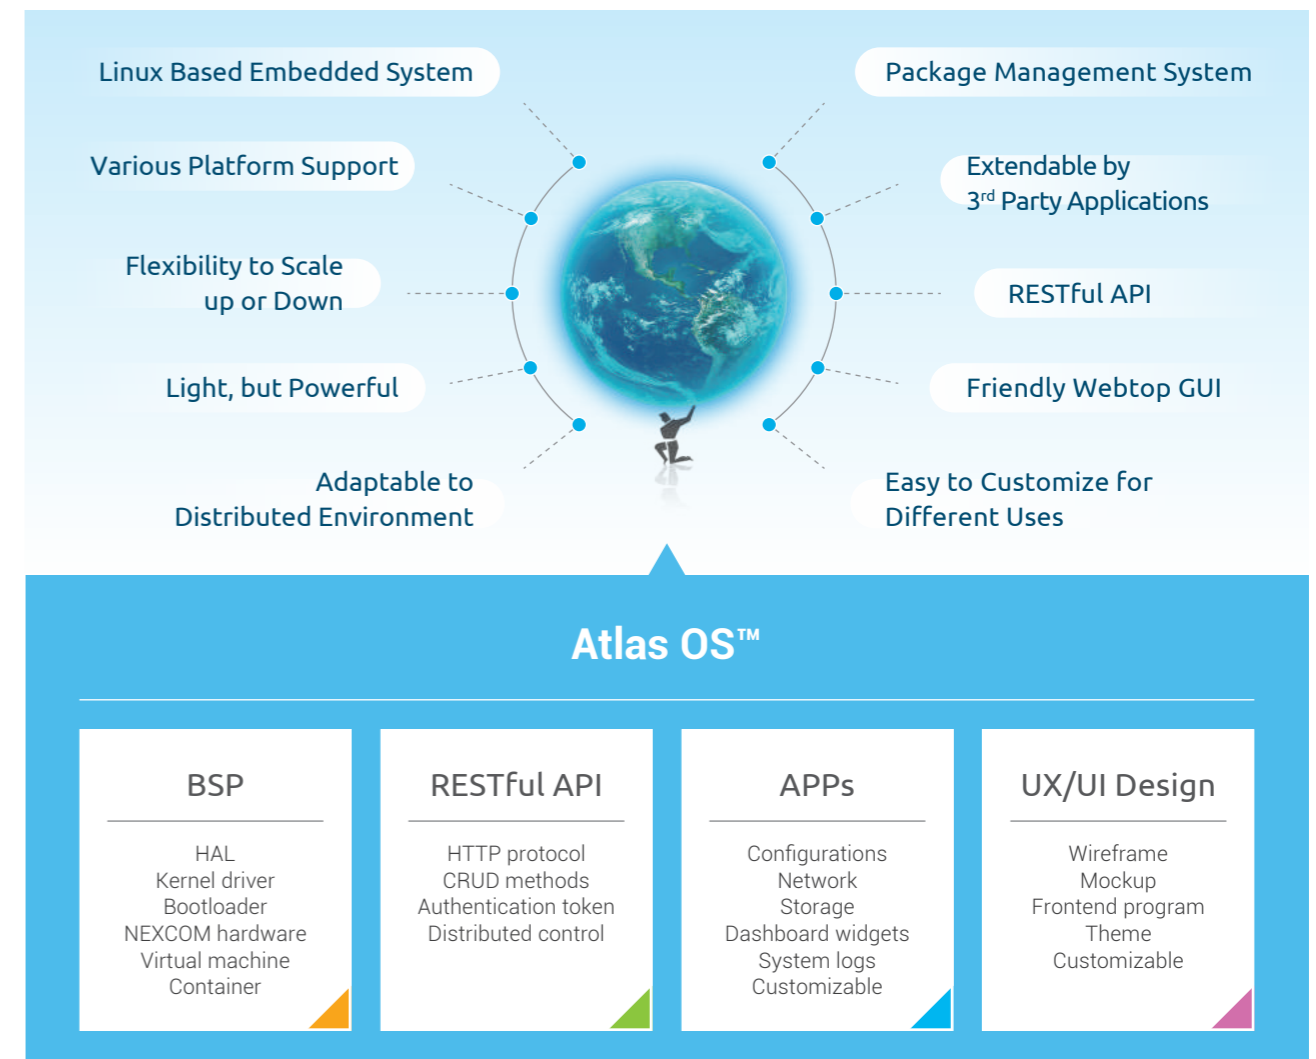 Linux Based Embedded System
Various Platform Support
Flexibility to Scale
up or Down
Light, but Powerful
Adaptable to
Distributed Environment
Package Management System
Extendable by
3rd Party Applications
RESTful API
Friendly Webtop GUI
Easy to Customize for
Different Uses
Atlas OS™
BSP
HAL
Kernel driver
Bootloader
NEXCOM hardware
Virtual machine
Container
RESTful API
HTTP protocol
CRUD methods
Authentication token
Distributed control
APPs
Configurations
Network
Storage
Dashboard widgets
System logs
Customizable
UX/UI Design
Wireframe
Mockup
Frontend program
Theme
Customizable